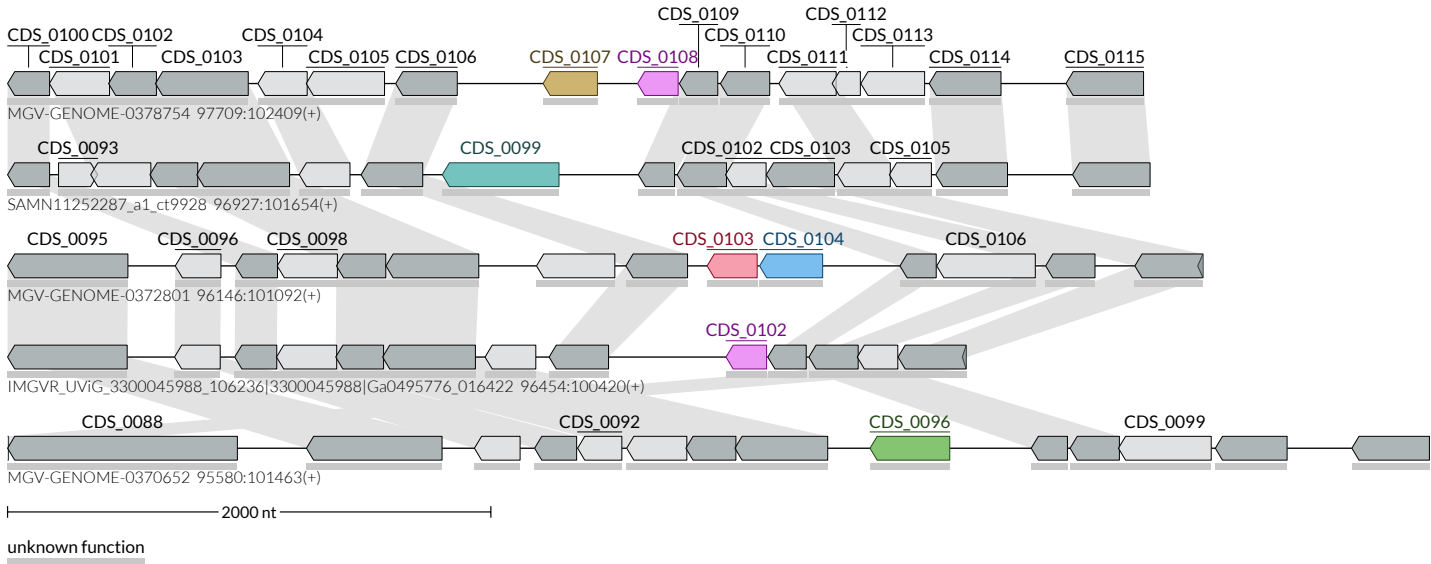 CDS_0109 CDS_0112
CDS_0100 CDS_0102 CDS_0104 CDS_0110 CDS_0113
CDS_0101 CDS_0103 CDS_0105 CDS_0106 CDS_0107 CDS_0108 CDS_0111 CDS_0114 CDS_0115
MGV-GENOME-0378754 97709:102409(+)
CDS_0093 CDS_0099 CDS_0102 CDS_0103 CDS_0105
SAMN11252287_a1_ct9928 96927:101654(+)
CDS_0095 CDS_0096 CDS_0098 CDS_0103 CDS_0104 CDS_0106
MGV-GENOME-0372801 96146:101092(+)
CDS_0102
IMGVR_UViG_3300045988_106236|3300045988|Ga0495776_016422 96454:100420(+)
CDS_0088 CDS_0092 CDS_0096 CDS_0099
MGV-GENOME-0370652 95580:101463(+)
2000 nt
unknown function